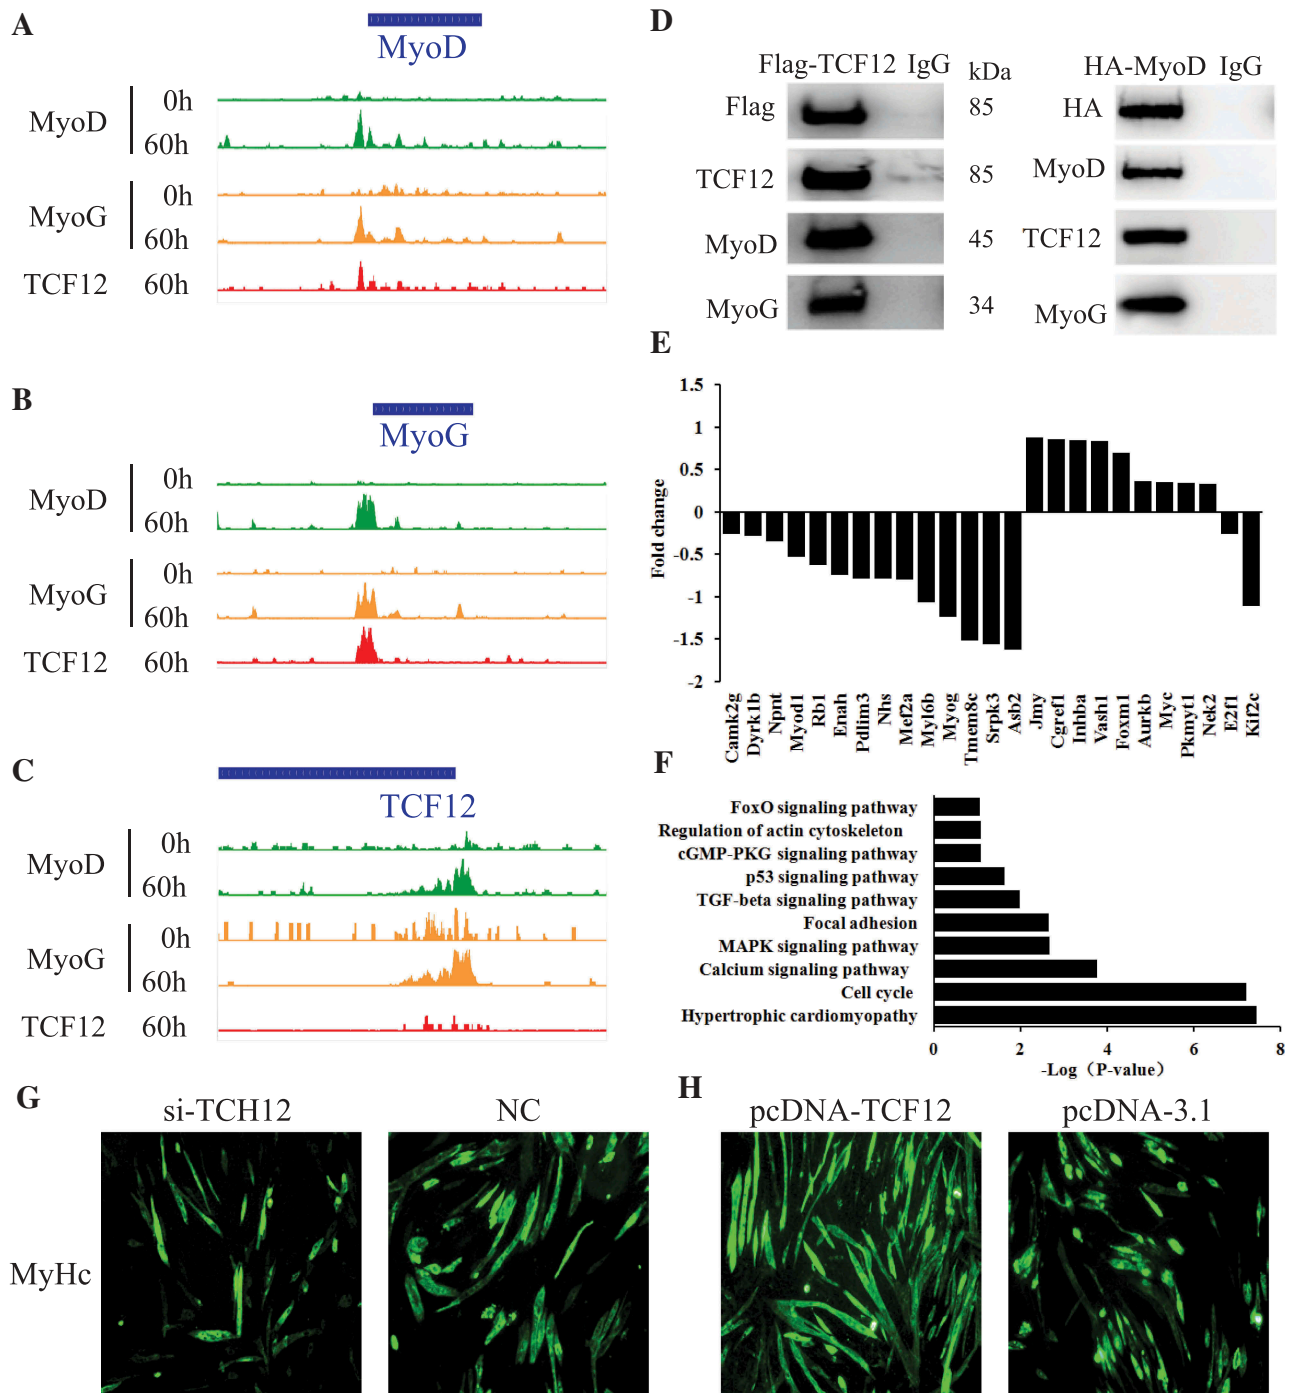 A
MyoD
MyoD
0h
60h
MyoG
0h
60h
TCF12
60h
B
MyoG
MyoD
0h
60h
MyoG
0h
60h
TCF12
60h
C
TCF12
MyoD
0h
60h
MyoG
0h
60h
TCF12
60h
D
Flag-TCF12 IgG kDa HA-MyoD IgG
Flag 85 HA
TCF12 85 MyoD
MyoD 45 TCF12
MyoG 34 MyoG
E
Fold change
1.5
1
0.5
0
-0.5
-1
-1.5
-2
Camk2g
Dyrk1b
Npnt
Myod1
Rb1
Enah
Pdlim3
Nhs
Mef2a
Myl6b
Myog
Tmem8c
Srpk3
Asb2
Jmy
Cgref1
Inhba
Vash1
Foxm1
Aurkb
Myc
Pkmyt1
Nek2
E2f1
Kif2c
F
FoxO signaling pathway
Regulation of actin cytoskeleton
cGMP-PKG signaling pathway
p53 signaling pathway
TGF-beta signaling pathway
Focal adhesion
MAPK signaling pathway
Calcium signaling pathway
Cell cycle
Hypertrophic cardiomyopathy
0 2 4 6 8
-Log（P-value）
G
si-TCH12 NC
MyHc
H
pcDNA-TCF12 pcDNA-3.1